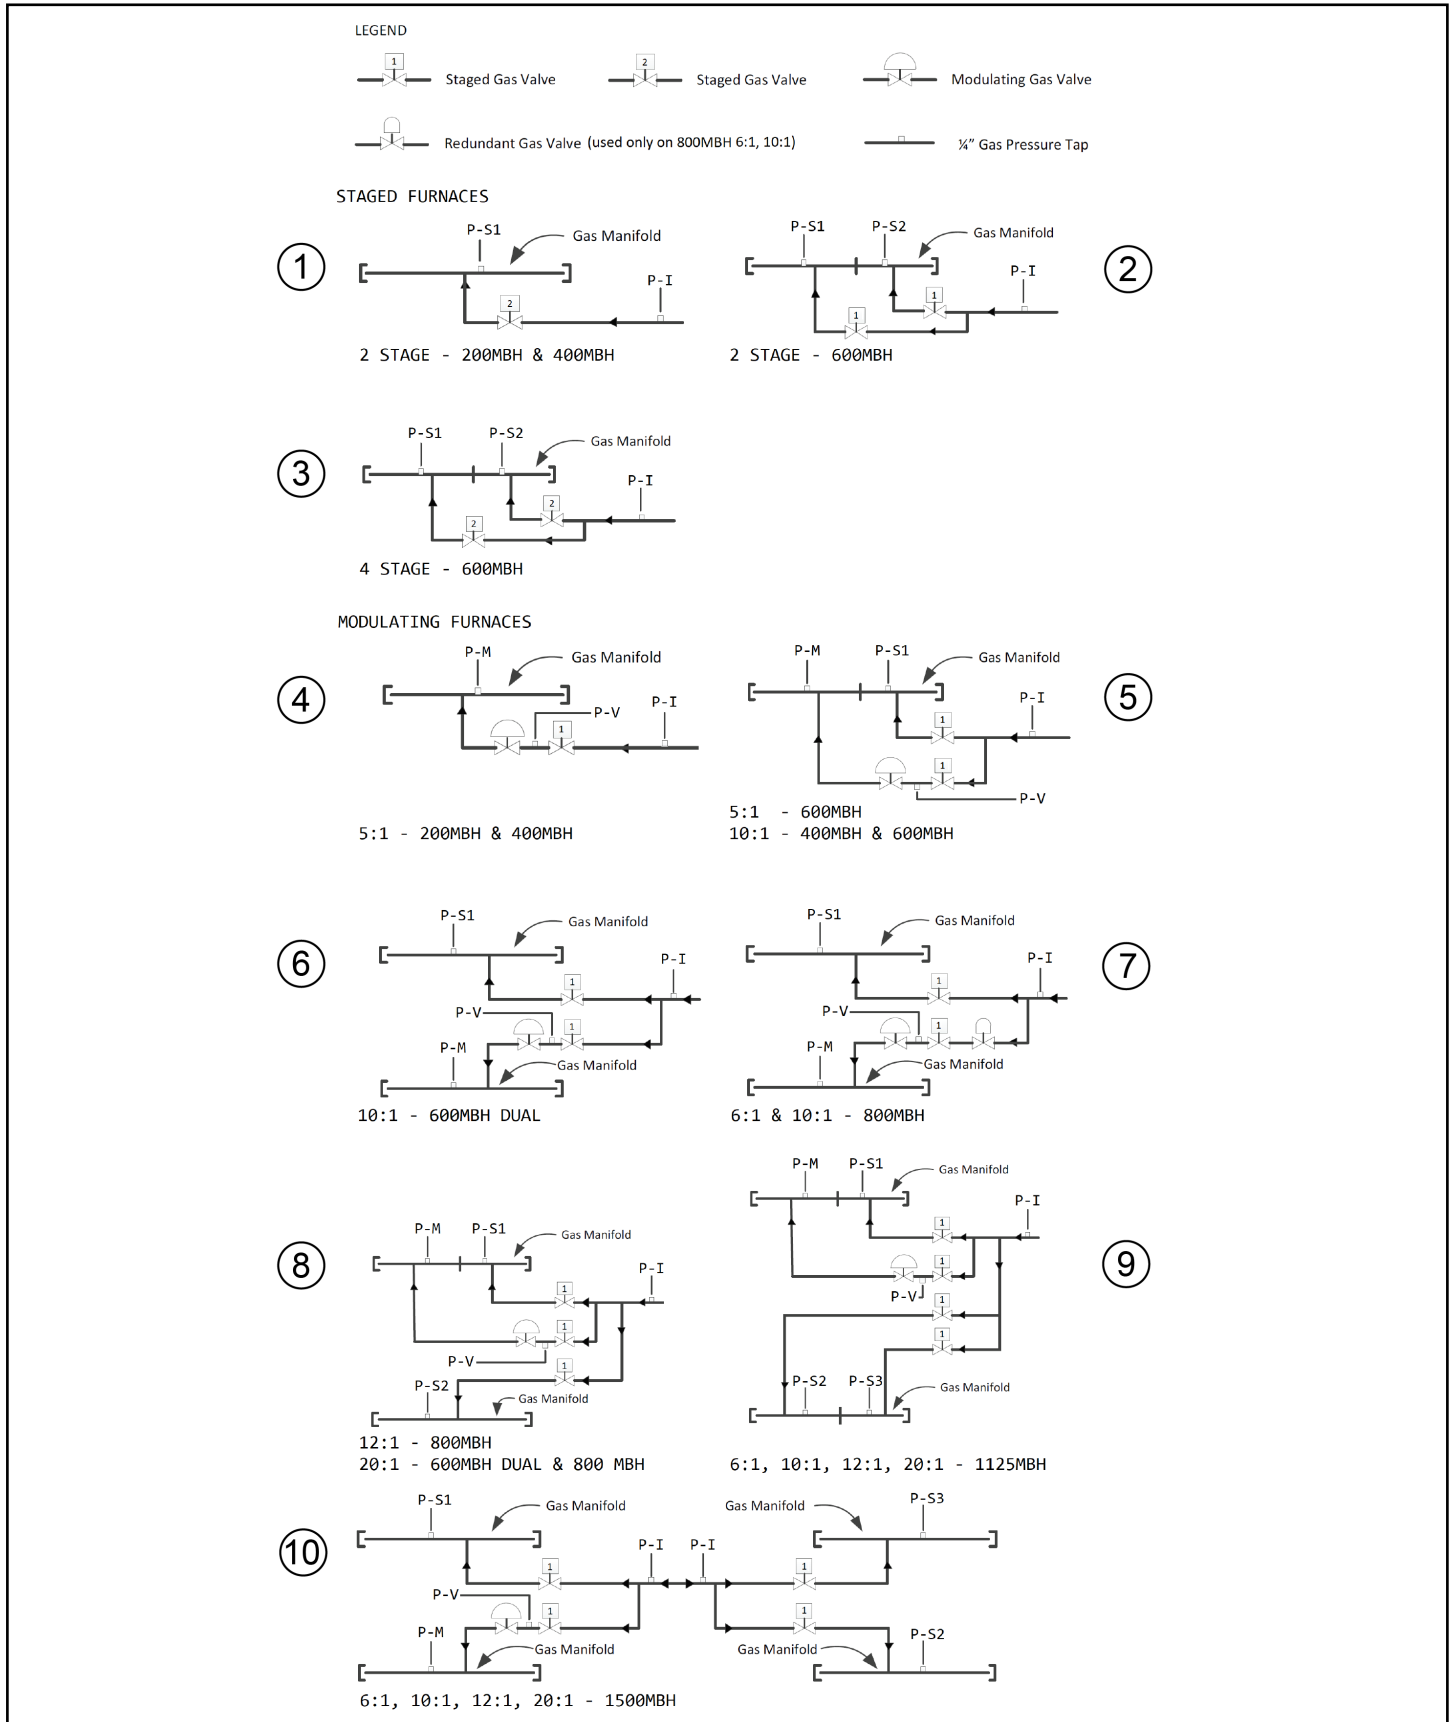 LEGEND
1 Staged Gas Valve 2 Staged Gas Valve Modulating Gas Valve
Redundant Gas Valve (used only on 800MBH 6:1, 10:1) ¼" Gas Pressure Tap
STAGED FURNACES
1
P-S1
Gas Manifold
P-I
2
2 STAGE - 200MBH & 400MBH
P-S1 P-S2
Gas Manifold
P-I
2
1
1
2 STAGE - 600MBH
3
P-S1 P-S2
Gas Manifold
P-I
2
2
4 STAGE - 600MBH
MODULATING FURNACES
4
P-M
Gas Manifold
P-I
P-V
1
5:1 - 200MBH & 400MBH
P-M P-S1
Gas Manifold
P-I
5
1
1
P-V
5:1 - 600MBH
10:1 - 400MBH & 600MBH
6
P-S1
Gas Manifold
P-I
1
P-V
1
P-M
Gas Manifold
10:1 - 600MBH DUAL
P-S1
Gas Manifold
P-I
7
1
P-V
1
P-M
Gas Manifold
6:1 & 10:1 - 800MBH
8
P-M P-S1
Gas Manifold
P-I
1
1
P-V
1
P-S2
Gas Manifold
12:1 - 800MBH
20:1 - 600MBH DUAL & 800 MBH
P-M P-S1
Gas Manifold
P-I
9
1
1
P-V
1
1
P-S2 P-S3
Gas Manifold
6:1, 10:1, 12:1, 20:1 - 1125MBH
10
P-S1
Gas Manifold
Gas Manifold
P-S3
P-I P-I
1
1
P-V
1
1
P-M
Gas Manifold
Gas Manifold
P-S2
6:1, 10:1, 12:1, 20:1 - 1500MBH